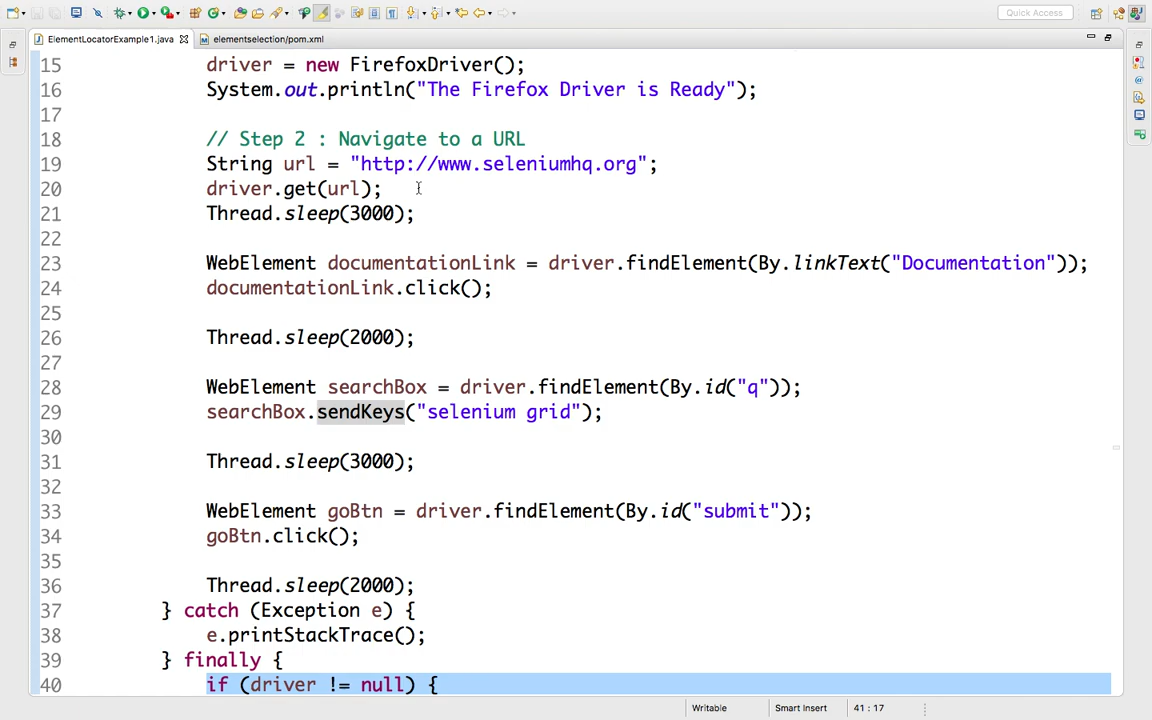 Quick Access
ElementLocatorExample1.java
elementselection/pom.xml
15 driver = new FirefoxDriver();
16 System.out.println("The Firefox Driver is Ready");
17
18 // Step 2 : Navigate to a URL
19 String url = "http://www.seleniumhq.org";
20 driver.get(url);
21 Thread.sleep(3000);
22
23 WebElement documentationLink = driver.findElement(By.linkText("Documentation"));
24 documentationLink.click();
25
26 Thread.sleep(2000);
27
28 WebElement searchBox = driver.findElement(By.id("q"));
29 searchBox.sendKeys("selenium grid");
30
31 Thread.sleep(3000);
32
33 WebElement goBtn = driver.findElement(By.id("submit"));
34 goBtn.click();
35
36 Thread.sleep(2000);
37 } catch (Exception e) {
38 e.printStackTrace();
39 } finally {
40 if (driver != null) {
Writable Smart Insert 41 : 17